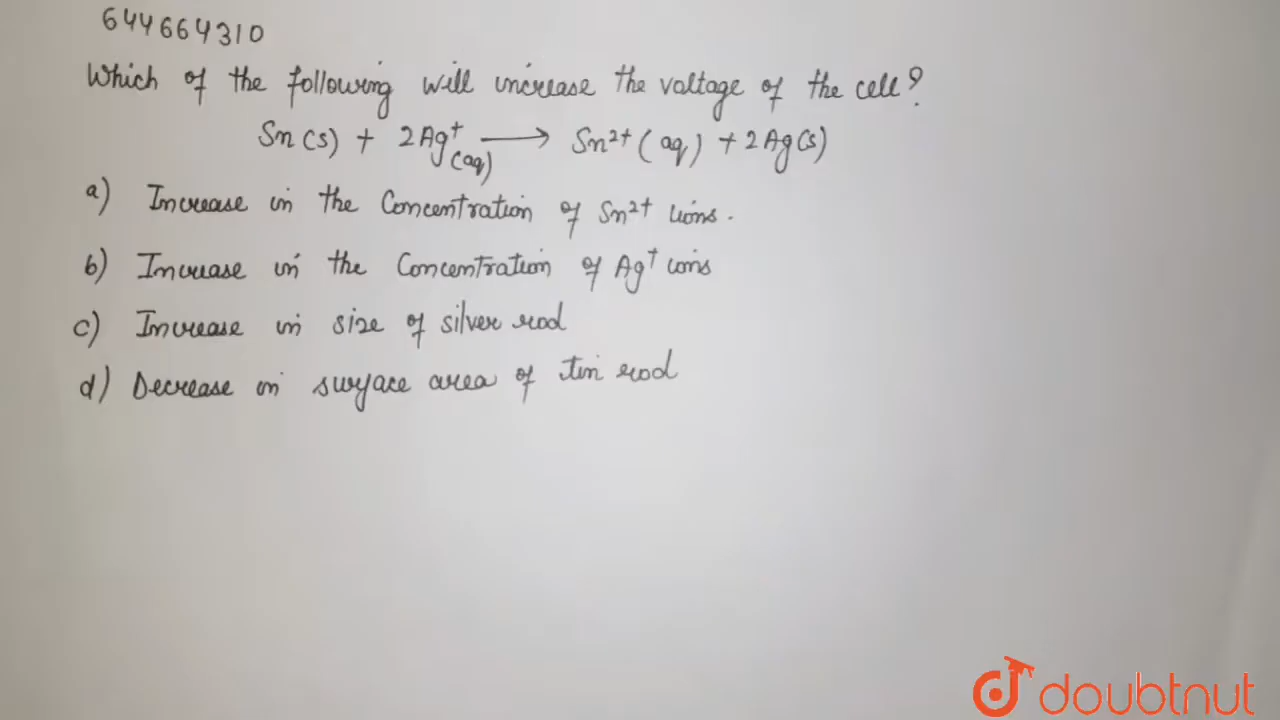 644664310
Which of the following will increase the voltage of the cell?
Sn(s) + 2Ag⁺(aq) ⟶ Sn²⁺(aq) + 2Ag(s)
a) Increase in the Concentration of Sn²⁺ ions.
b) Increase in the Concentration of Ag⁺ ions
c) Increase in size of silver rod
d) Decrease in surface area of tin rod
doubtnut